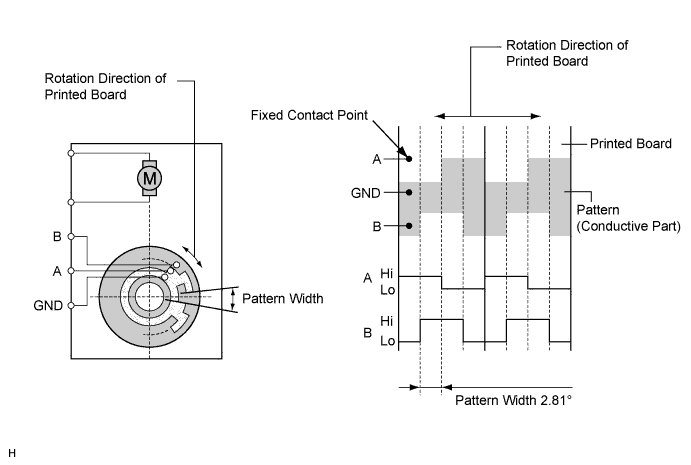 Rotation Direction of
Printed Board
M
B
A
GND
Pattern Width
Rotation Direction of
Printed Board
Fixed Contact Point
Printed Board
A
GND
B
Pattern
(Conductive Part)
A Hi
Lo
B Hi
Lo
Pattern Width 2.81°
H